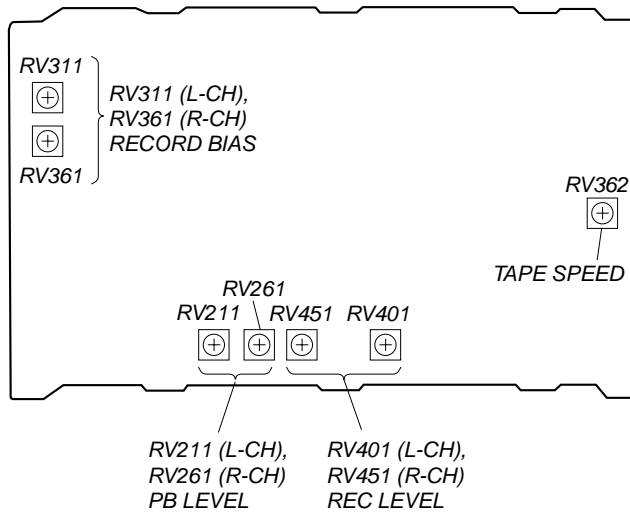 RV311
RV361
RV311 (L-CH),
RV361 (R-CH)
RECORD BIAS
RV362
TAPE SPEED
RV261
RV211
RV451
RV401
RV211 (L-CH),
RV261 (R-CH)
PB LEVEL
RV401 (L-CH),
RV451 (R-CH)
REC LEVEL